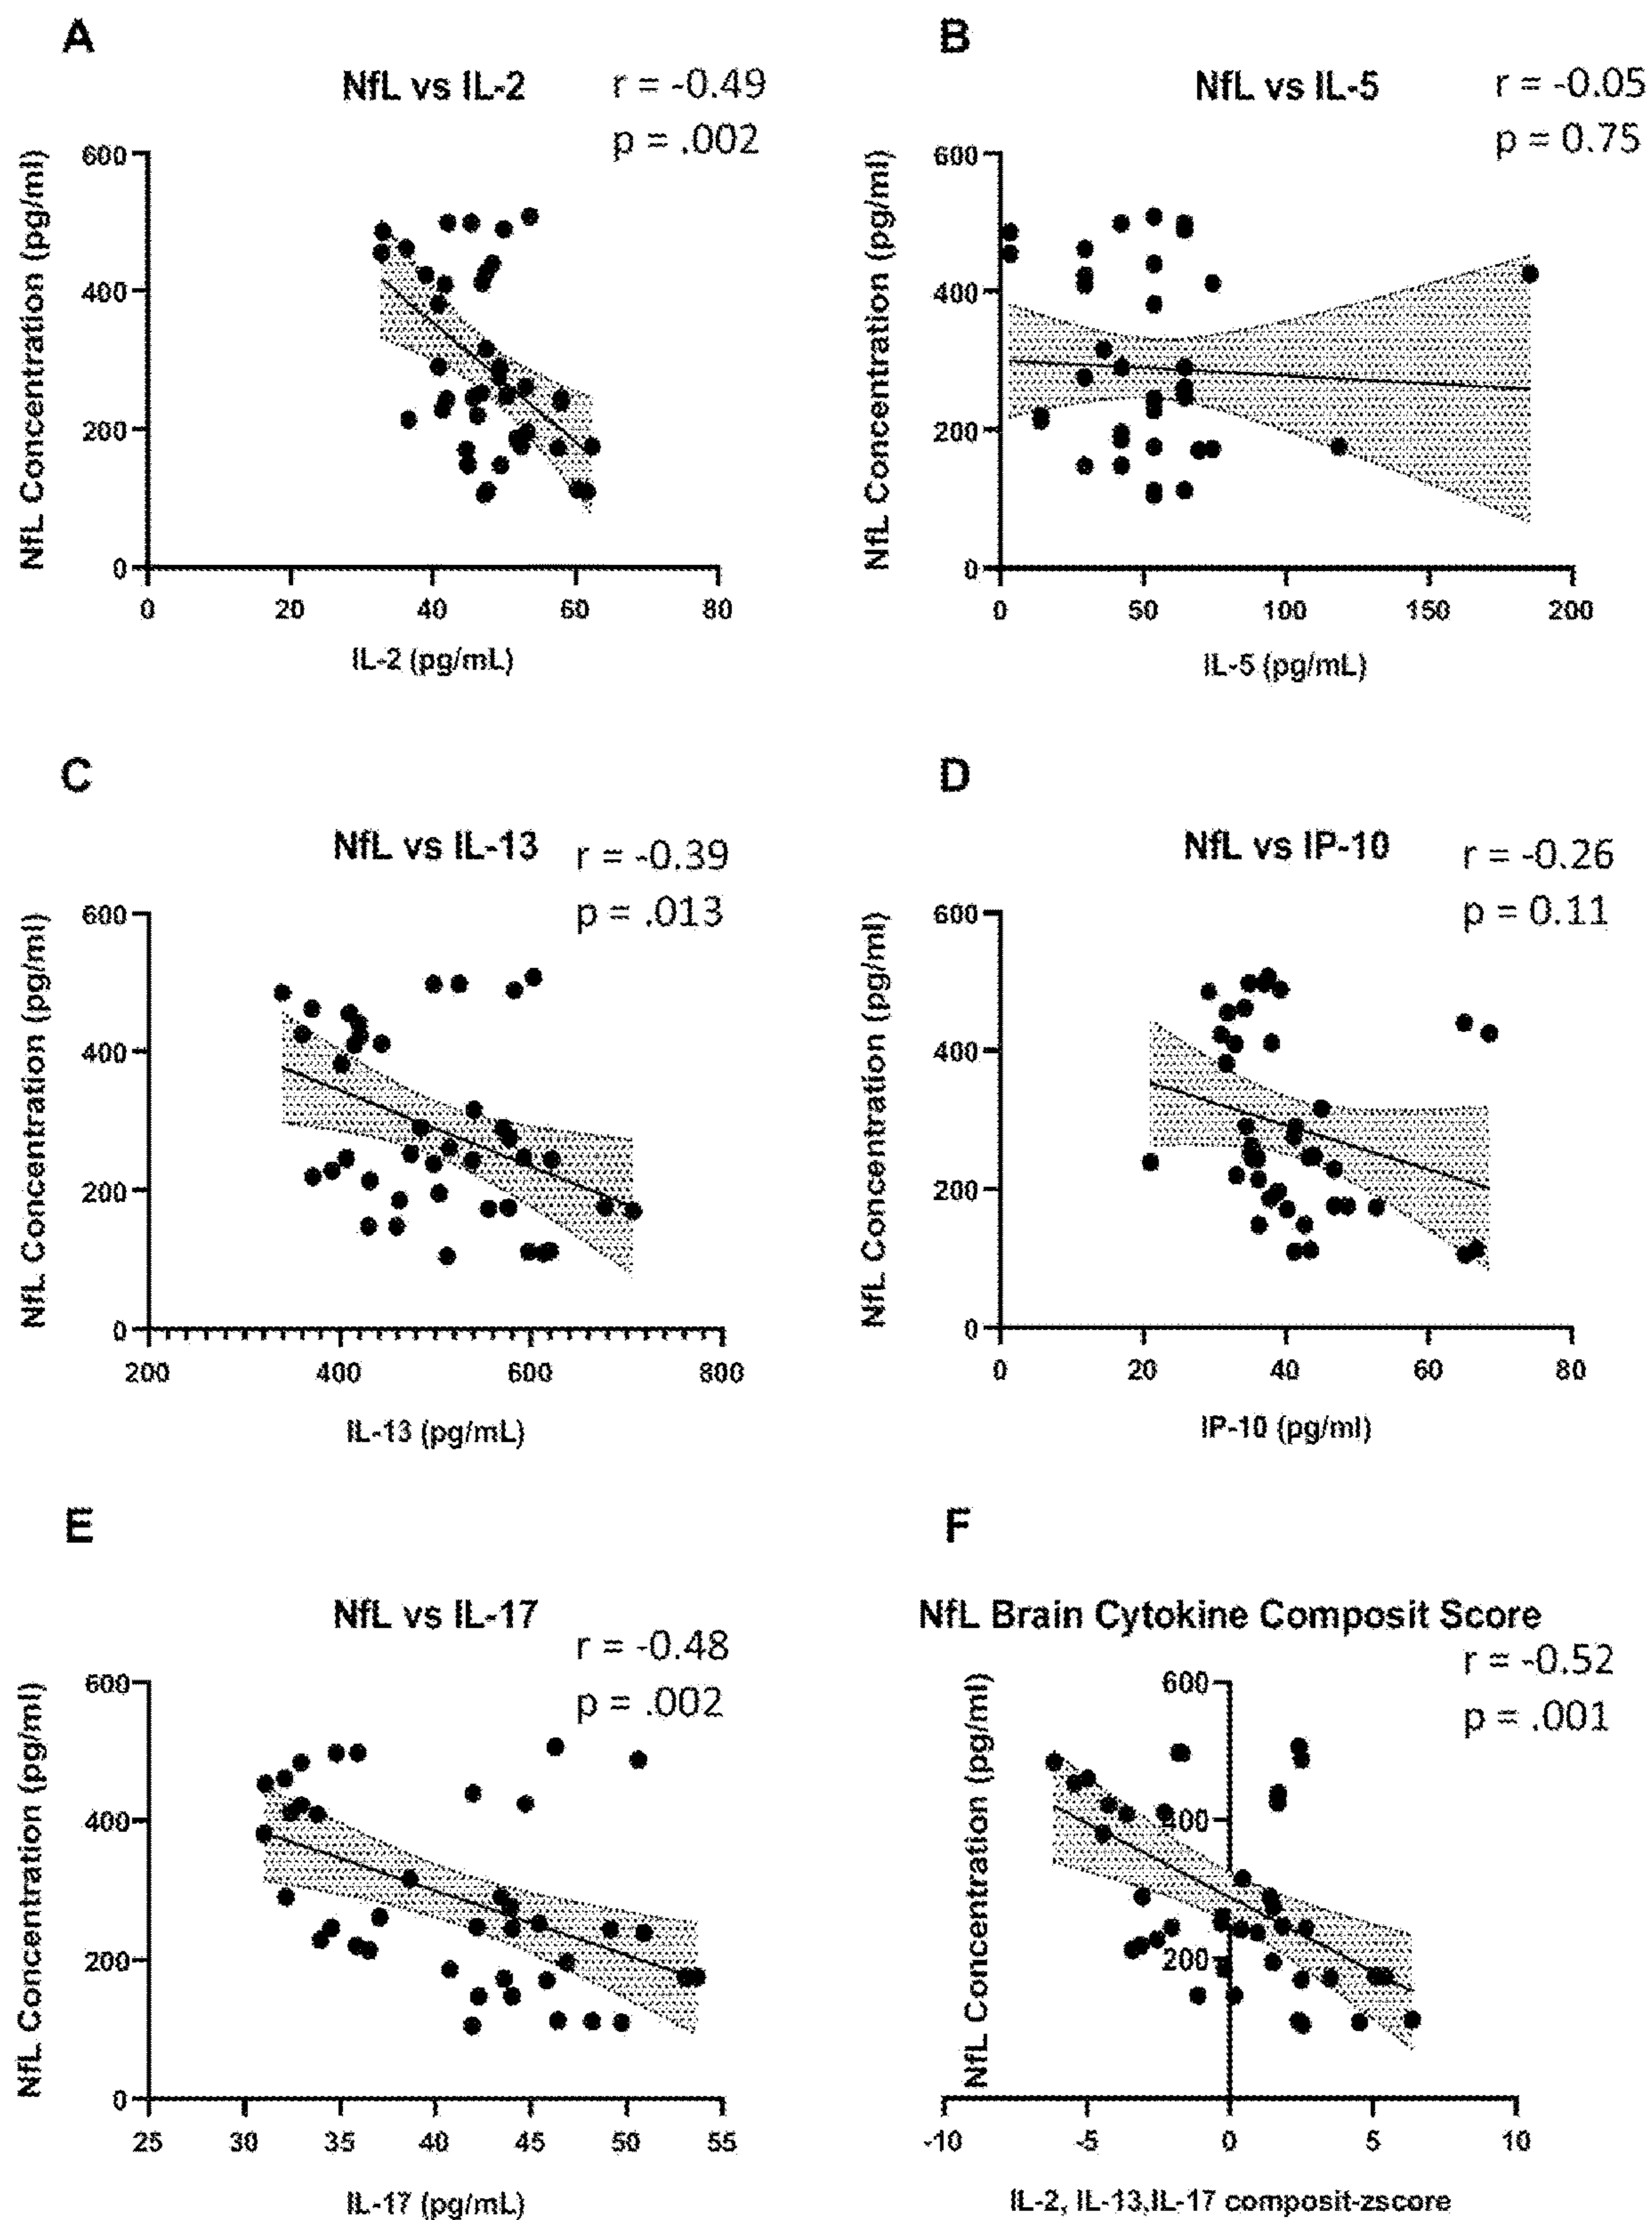 A
NfL vs IL-2
r = -0.49
p = .002
NfL Concentration (pg/ml)
600
400
200
0
0 20 40 60 80
IL-2 (pg/mL)
B
NfL vs IL-5
r = -0.05
p = 0.75
NfL Concentration (pg/ml)
600
400
200
0
0 50 100 150 200
IL-5 (pg/mL)
C
NfL vs IL-13
r = -0.39
p = .013
NfL Concentration (pg/ml)
600
400
200
0
200 400 600 800
IL-13 (pg/mL)
D
NfL vs IP-10
r = -0.26
p = 0.11
NfL Concentration (pg/ml)
600
400
200
0
0 20 40 60 80
IP-10 (pg/ml)
E
NfL vs IL-17
r = -0.48
p = .002
NfL Concentration (pg/ml)
600
400
200
0
25 30 35 40 45 50 55
IL-17 (pg/mL)
F
NfL Brain Cytokine Composit Score
r = -0.52
p = .001
NfL Concentration (pg/ml)
600
400
200
-10 -5 0 5 10
IL-2, IL-13,IL-17 composit-zscore